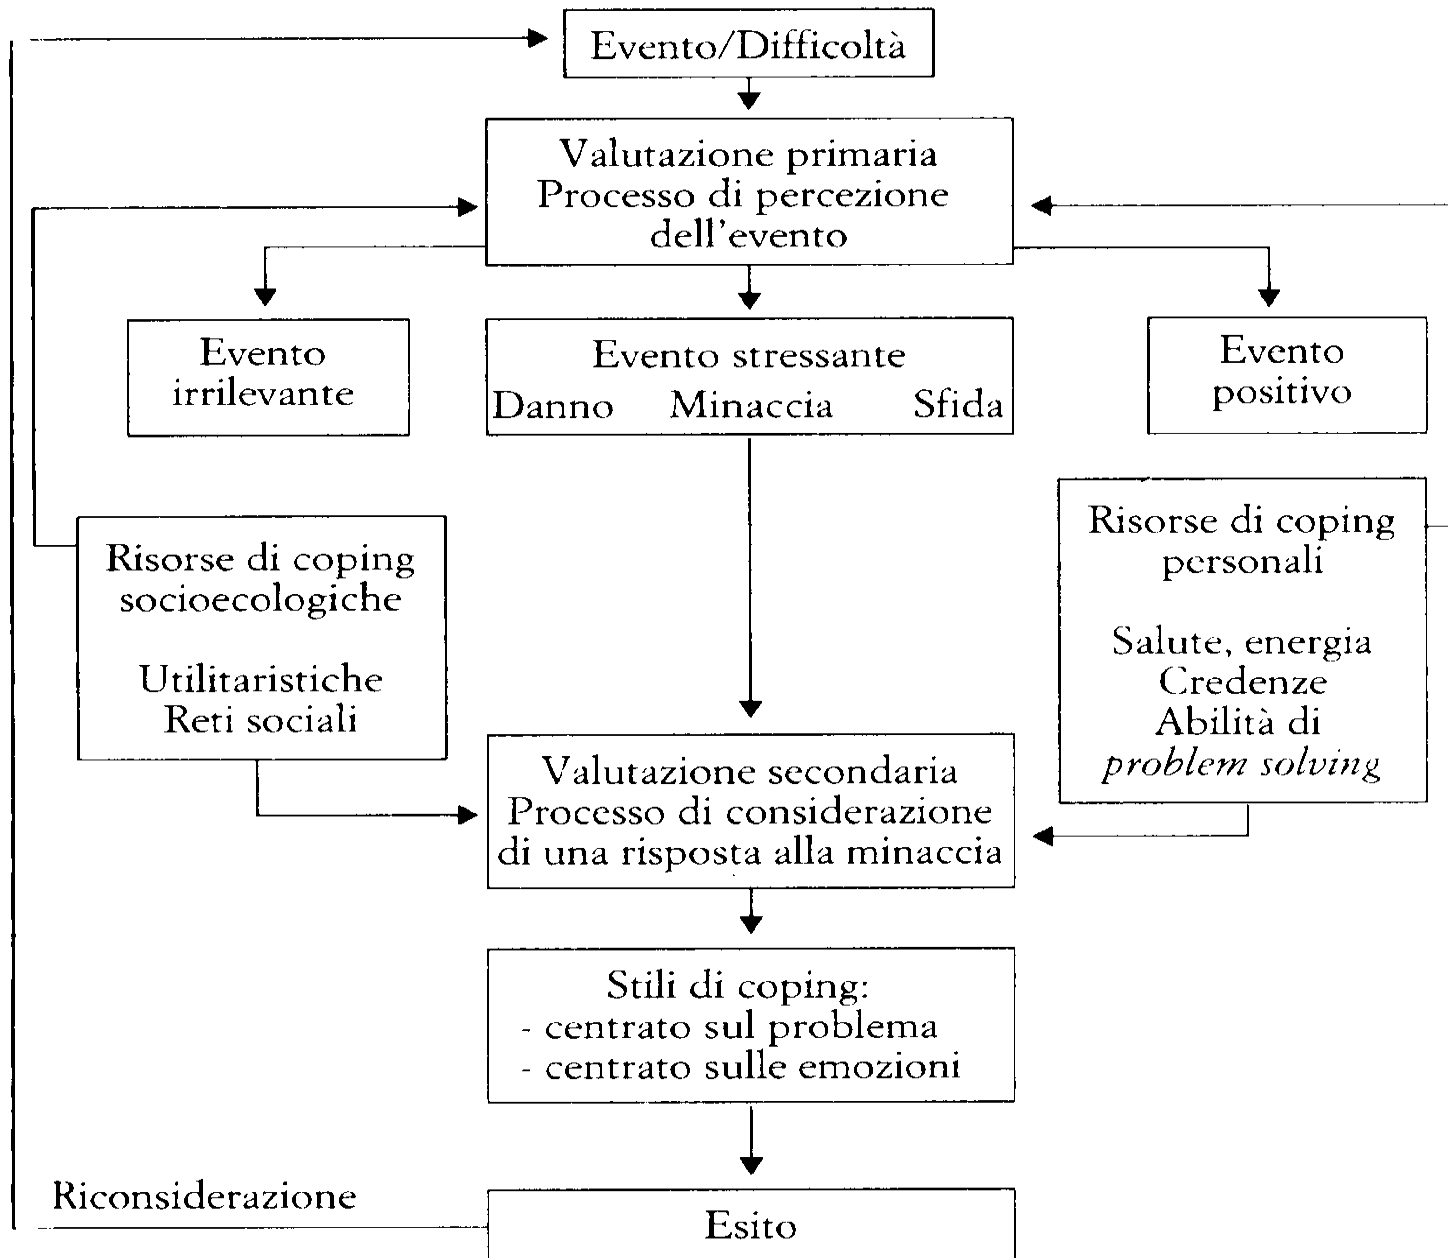 Evento/Difficoltà
Valutazione primaria
Processo di percezione
dell'evento
Evento
irrilevante
Evento stressante
Danno Minaccia Sfida
Evento
positivo
Risorse di coping
socioecologiche
Utilitaristiche
Reti sociali
Risorse di coping
personali
Salute, energia
Credenze
Abilità di
problem solving
Valutazione secondaria
Processo di considerazione
di una risposta alla minaccia
Stili di coping:
- centrato sul problema
- centrato sulle emozioni
Riconsiderazione
Esito